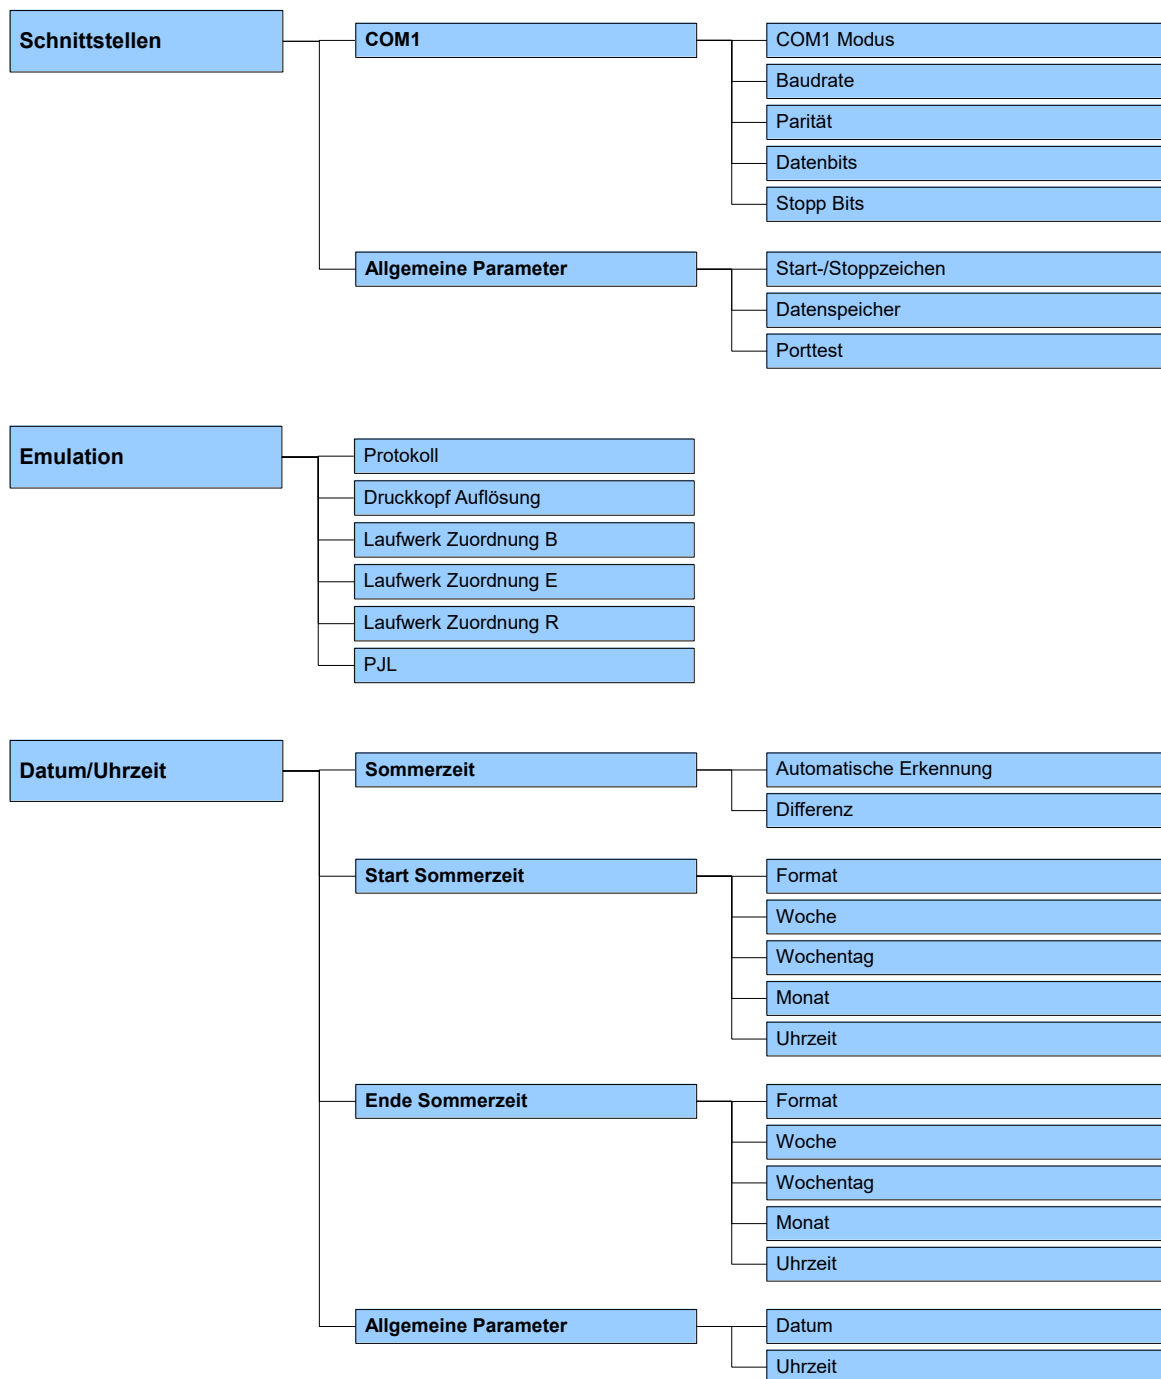 Schnittstellen
COM1
COM1 Modus
Baudrate
Parität
Datenbits
Stopp Bits
Allgemeine Parameter
Start-/Stoppzeichen
Datenspeicher
Porttest
Emulation
Protokoll
Druckkopf Auflösung
Laufwerk Zuordnung B
Laufwerk Zuordnung E
Laufwerk Zuordnung R
PJL
Datum/Uhrzeit
Sommerzeit
Automatische Erkennung
Differenz
Start Sommerzeit
Format
Woche
Wochentag
Monat
Uhrzeit
Ende Sommerzeit
Format
Woche
Wochentag
Monat
Uhrzeit
Allgemeine Parameter
Datum
Uhrzeit